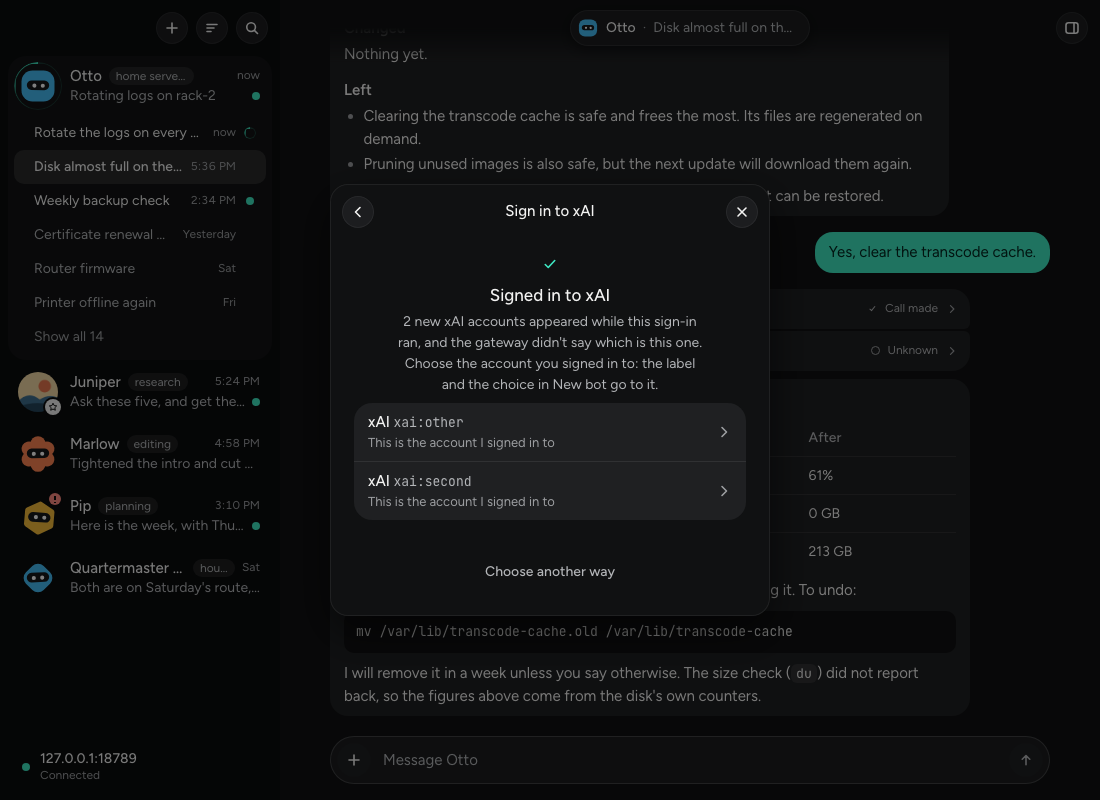 Otto · Disk almost full on th...
Otto home serve... now
Rotating logs on rack-2
Rotate the logs on every ... now
Disk almost full on the... 5:36 PM
Weekly backup check 2:34 PM
Certificate renewal ... Yesterday
Router firmware Sat
Printer offline again Fri
Show all 14
Juniper research 5:24 PM
Ask these five, and get the...
Marlow editing 4:58 PM
Tightened the intro and cut ...
Pip planning 3:10 PM
Here is the week, with Thu...
Quartermaster ... hou... Sat
Both are on Saturday's route,...
127.0.0.1:18789
Connected
Nothing yet.
Left
• Clearing the transcode cache is safe and frees the most. Its files are regenerated on
demand.
• Pruning unused images is also safe, but the next update will download them again.
can be restored.
Yes, clear the transcode cache.
Call made
Unknown
After
61%
0 GB
213 GB
it. To undo:
mv /var/lib/transcode-cache.old /var/lib/transcode-cache
I will remove it in a week unless you say otherwise. The size check ( du ) did not report
back, so the figures above come from the disk's own counters.
Message Otto
Sign in to xAI
Signed in to xAI
2 new xAI accounts appeared while this sign-in
ran, and the gateway didn't say which is this one.
Choose the account you signed in to: the label
and the choice in New bot go to it.
xAI xai:other
This is the account I signed in to
xAI xai:second
This is the account I signed in to
Choose another way